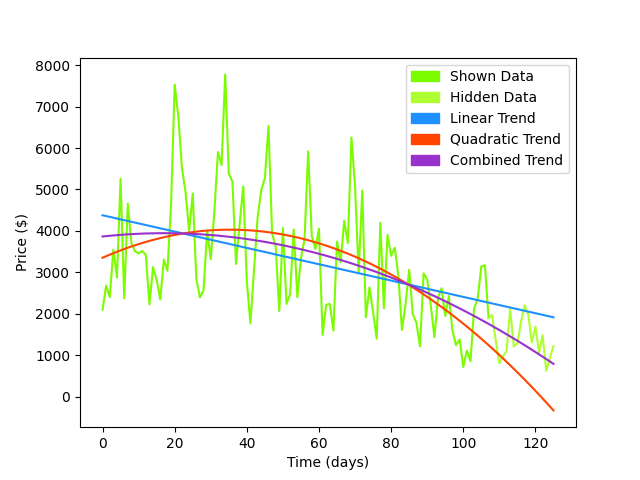 8000
7000
6000
5000
4000
3000
2000
1000
0
Price ($)
Shown Data
Hidden Data
Linear Trend
Quadratic Trend
Combined Trend
0 20 40 60 80 100 120
Time (days)